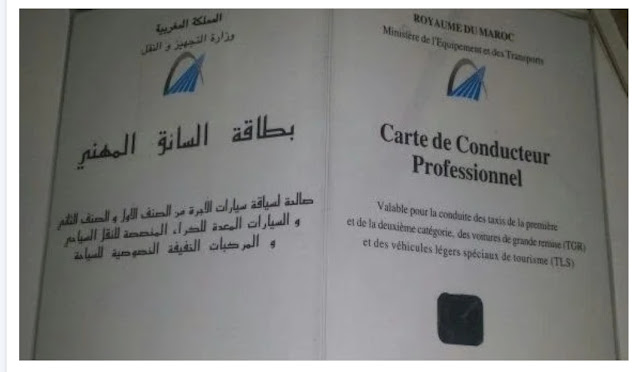 المملكة المغربية
وزارة التجهيز و النقل
بطاقة السائق المهني
صالحة لسياقة سيارات الأجرة من الصنف الأول و الصنف الثاني
و السيارات المعدة للكراء المخصصة للنقل السياحي
و المركبات الخفيفة الخصوصية للسياحة
ROYAUME DU MAROC
Ministère de l'Equipement et des Transports
Carte de Conducteur
Professionnel
Valable pour la conduite des taxis de la première
et de la deuxième catégorie, des voitures de grande remise (TGR)
et des véhicules légers spéciaux de tourisme (TLS)